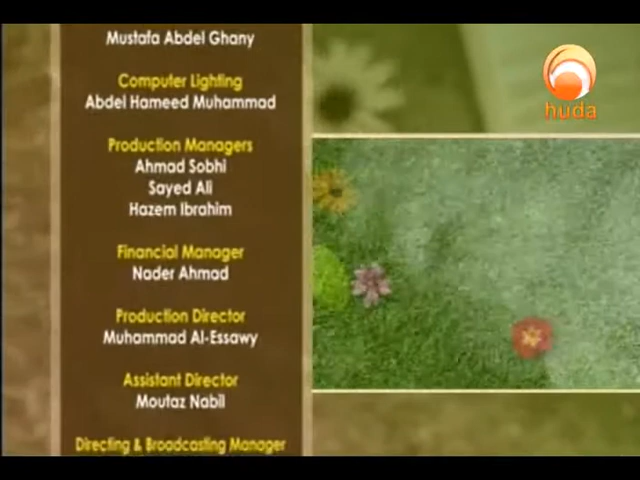 Mustafa Abdel Ghany
Computer Lighting
Abdel Hameed Muhammad
Production Managers
Ahmad Sobhi
Sayed Ali
Hazem Ibrahim
Financial Manager
Nader Ahmad
Production Director
Muhammad Al-Essawy
Assistant Director
Moutaz Nabil
Directing & Broadcasting Manager
huda